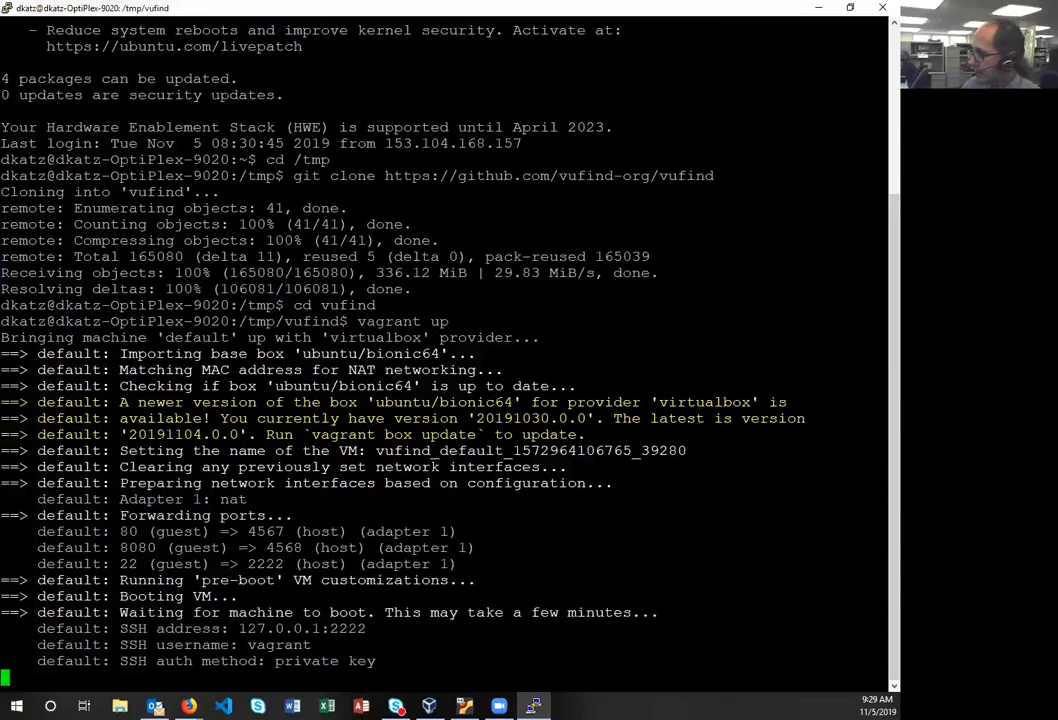 dkatz@dkatz-OptiPlex-9020: /tmp/vufind
- Reduce system reboots and improve kernel security. Activate at:
https://ubuntu.com/livepatch
4 packages can be updated.
0 updates are security updates.
Your Hardware Enablement Stack (HWE) is supported until April 2023.
Last login: Tue Nov  5 08:30:45 2019 from 153.104.168.157
dkatz@dkatz-OptiPlex-9020:~$ cd /tmp
dkatz@dkatz-OptiPlex-9020:/tmp$ git clone https://github.com/vufind-org/vufind
Cloning into 'vufind'...
remote: Enumerating objects: 41, done.
remote: Counting objects: 100% (41/41), done.
remote: Compressing objects: 100% (41/41), done.
remote: Total 165080 (delta 11), reused 5 (delta 0), pack-reused 165039
Receiving objects: 100% (165080/165080), 336.12 MiB | 29.83 MiB/s, done.
Resolving deltas: 100% (106081/106081), done.
dkatz@dkatz-OptiPlex-9020:/tmp$ cd vufind
dkatz@dkatz-OptiPlex-9020:/tmp/vufind$ vagrant up
Bringing machine 'default' up with 'virtualbox' provider...
==> default: Importing base box 'ubuntu/bionic64'...
==> default: Matching MAC address for NAT networking...
==> default: Checking if box 'ubuntu/bionic64' is up to date...
==> default: A newer version of the box 'ubuntu/bionic64' for provider 'virtualbox' is
==> default: available! You currently have version '20191030.0.0'. The latest is version
==> default: '20191104.0.0'. Run `vagrant box update` to update.
==> default: Setting the name of the VM: vufind_default_1572964106765_39280
==> default: Clearing any previously set network interfaces...
==> default: Preparing network interfaces based on configuration...
default: Adapter 1: nat
==> default: Forwarding ports...
default: 80 (guest) => 4567 (host) (adapter 1)
default: 8080 (guest) => 4568 (host) (adapter 1)
default: 22 (guest) => 2222 (host) (adapter 1)
==> default: Running 'pre-boot' VM customizations...
==> default: Booting VM...
==> default: Waiting for machine to boot. This may take a few minutes...
default: SSH address: 127.0.0.1:2222
default: SSH username: vagrant
default: SSH auth method: private key
9:29 AM
11/5/2019